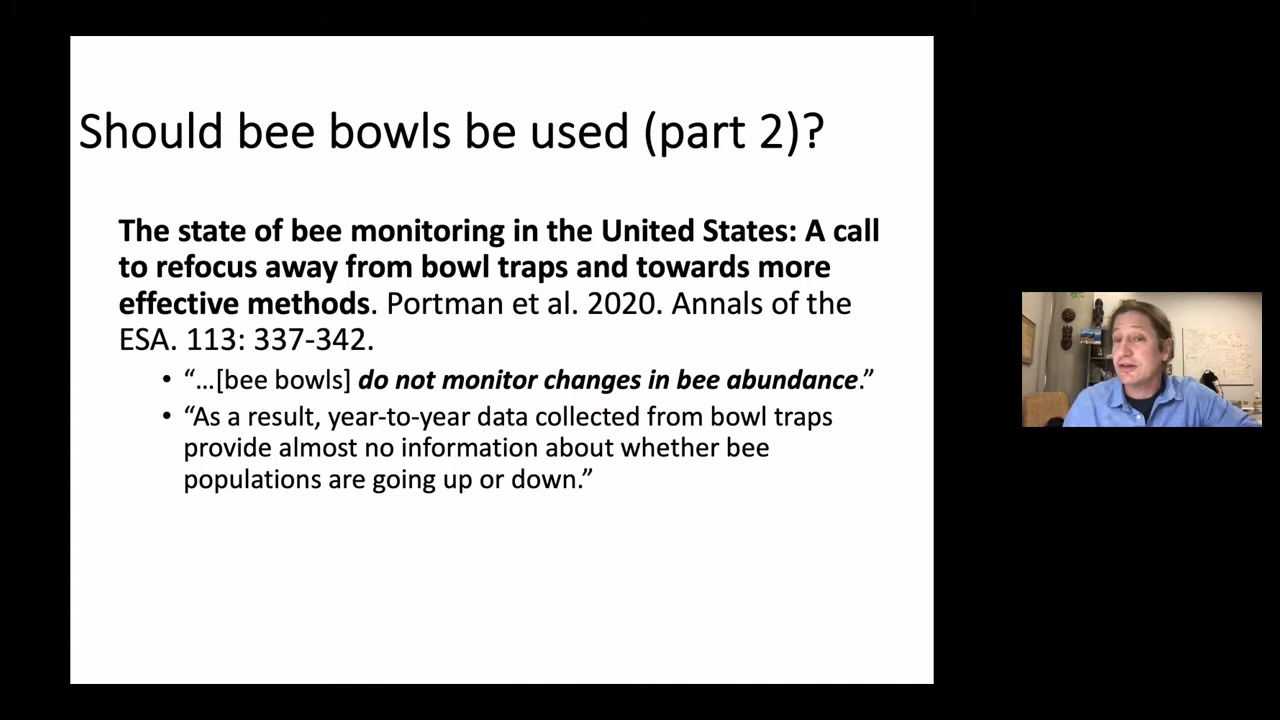 Should bee bowls be used (part 2)?
The state of bee monitoring in the United States: A call
to refocus away from bowl traps and towards more
effective methods. Portman et al. 2020. Annals of the
ESA. 113: 337-342.
• “…[bee bowls] do not monitor changes in bee abundance.”
• “As a result, year-to-year data collected from bowl traps
provide almost no information about whether bee
populations are going up or down.”